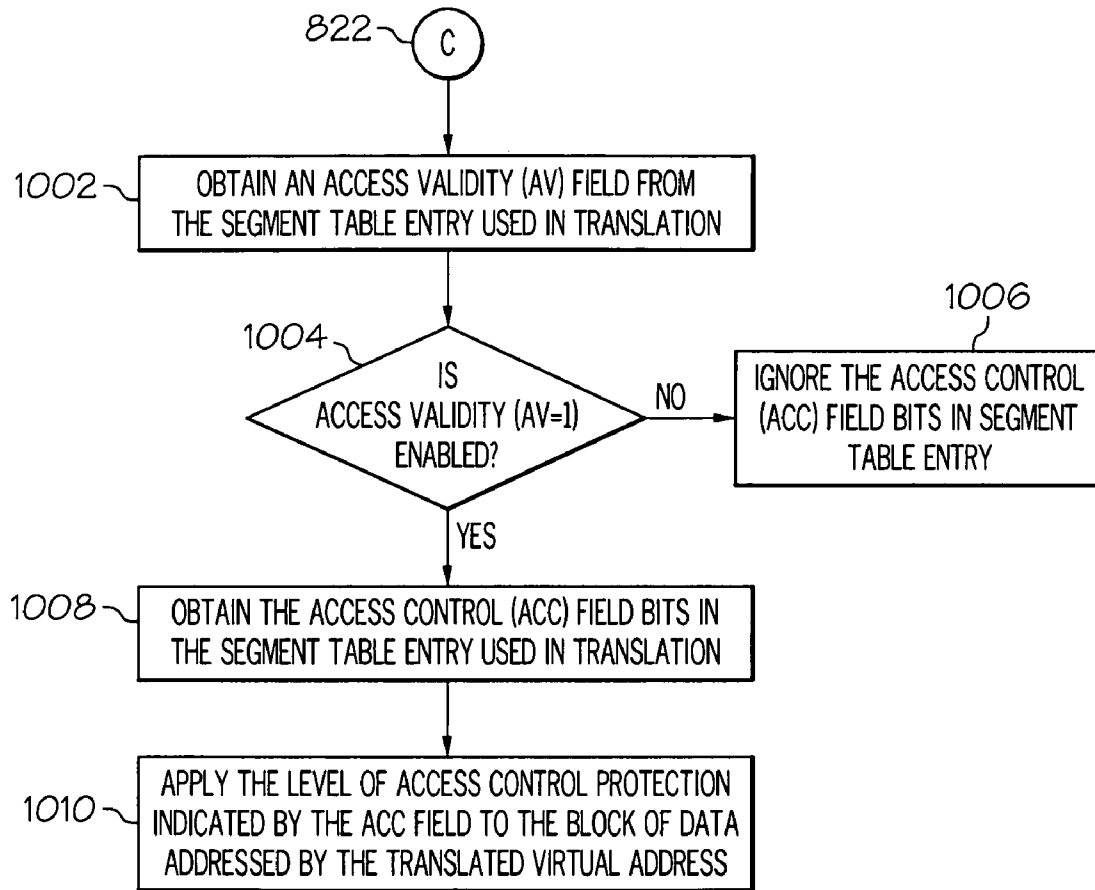 822
C
1002
OBTAIN AN ACCESS VALIDITY (AV) FIELD FROM
THE SEGMENT TABLE ENTRY USED IN TRANSLATION
1004
IS
ACCESS VALIDITY (AV=1)
ENABLED?
NO
1006
IGNORE THE ACCESS CONTROL
(ACC) FIELD BITS IN SEGMENT
TABLE ENTRY
YES
1008
OBTAIN THE ACCESS CONTROL (ACC) FIELD BITS IN
THE SEGMENT TABLE ENTRY USED IN TRANSLATION
1010
APPLY THE LEVEL OF ACCESS CONTROL PROTECTION
INDICATED BY THE ACC FIELD TO THE BLOCK OF DATA
ADDRESSED BY THE TRANSLATED VIRTUAL ADDRESS